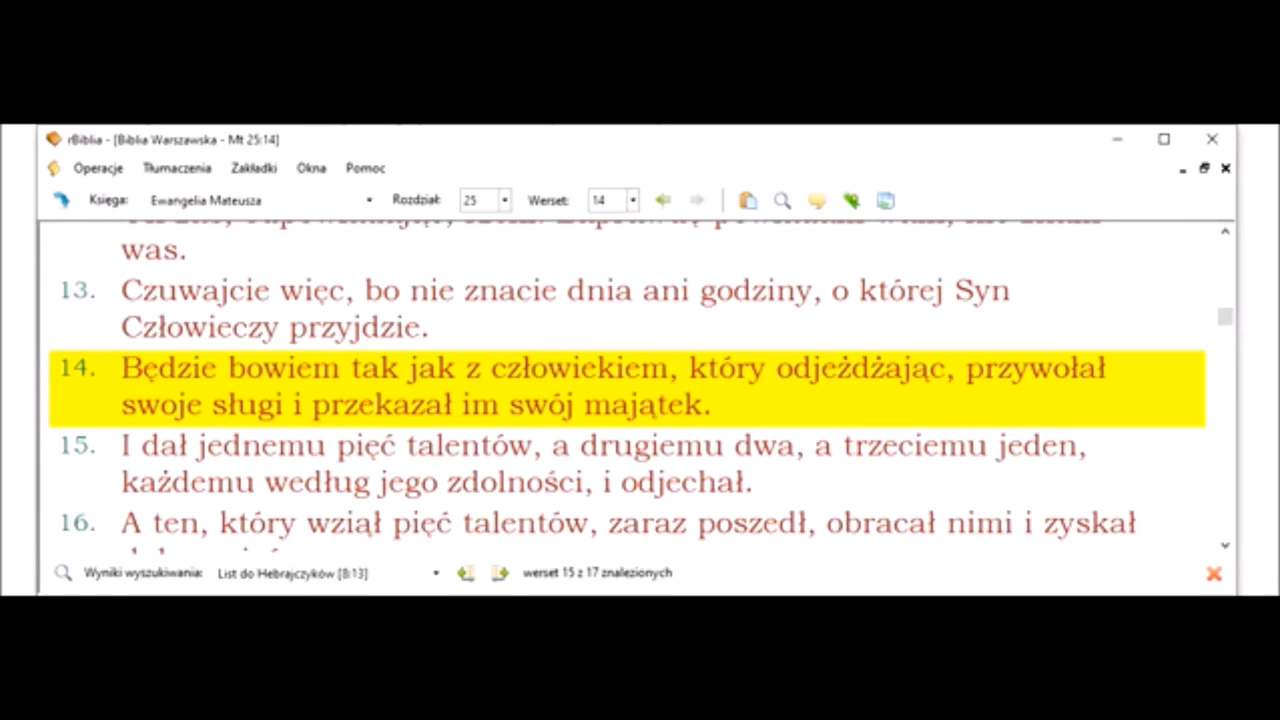 rBiblia - [Biblia Warszawska - Mt 25:14]
Operacje Tłumaczenia Zakładki Okna Pomoc
Księga: Ewangelia Mateusza Rozdział: 25 Werset: 14
was.
13. Czuwajcie więc, bo nie znacie dnia ani godziny, o której Syn
Człowieczy przyjdzie.
14. Będzie bowiem tak jak z człowiekiem, który odjeżdżając, przywołał
swoje sługi i przekazał im swój majątek.
15. I dał jednemu pięć talentów, a drugiemu dwa, a trzeciemu jeden,
każdemu według jego zdolności, i odjechał.
16. A ten, który wziął pięć talentów, zaraz poszedł, obracał nimi i zyskał
Wyniki wyszukiwania: List do Hebrajczyków [8:13] werset 15 z 17 znalezionych